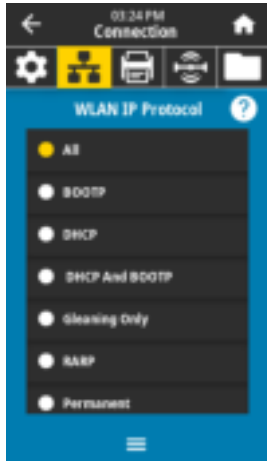 03:24 PM
Connection
WLAN IP Protocol
?
All
BOOTP
DHCP
DHCP And BOOTP
Gleaning Only
RARP
Permanent